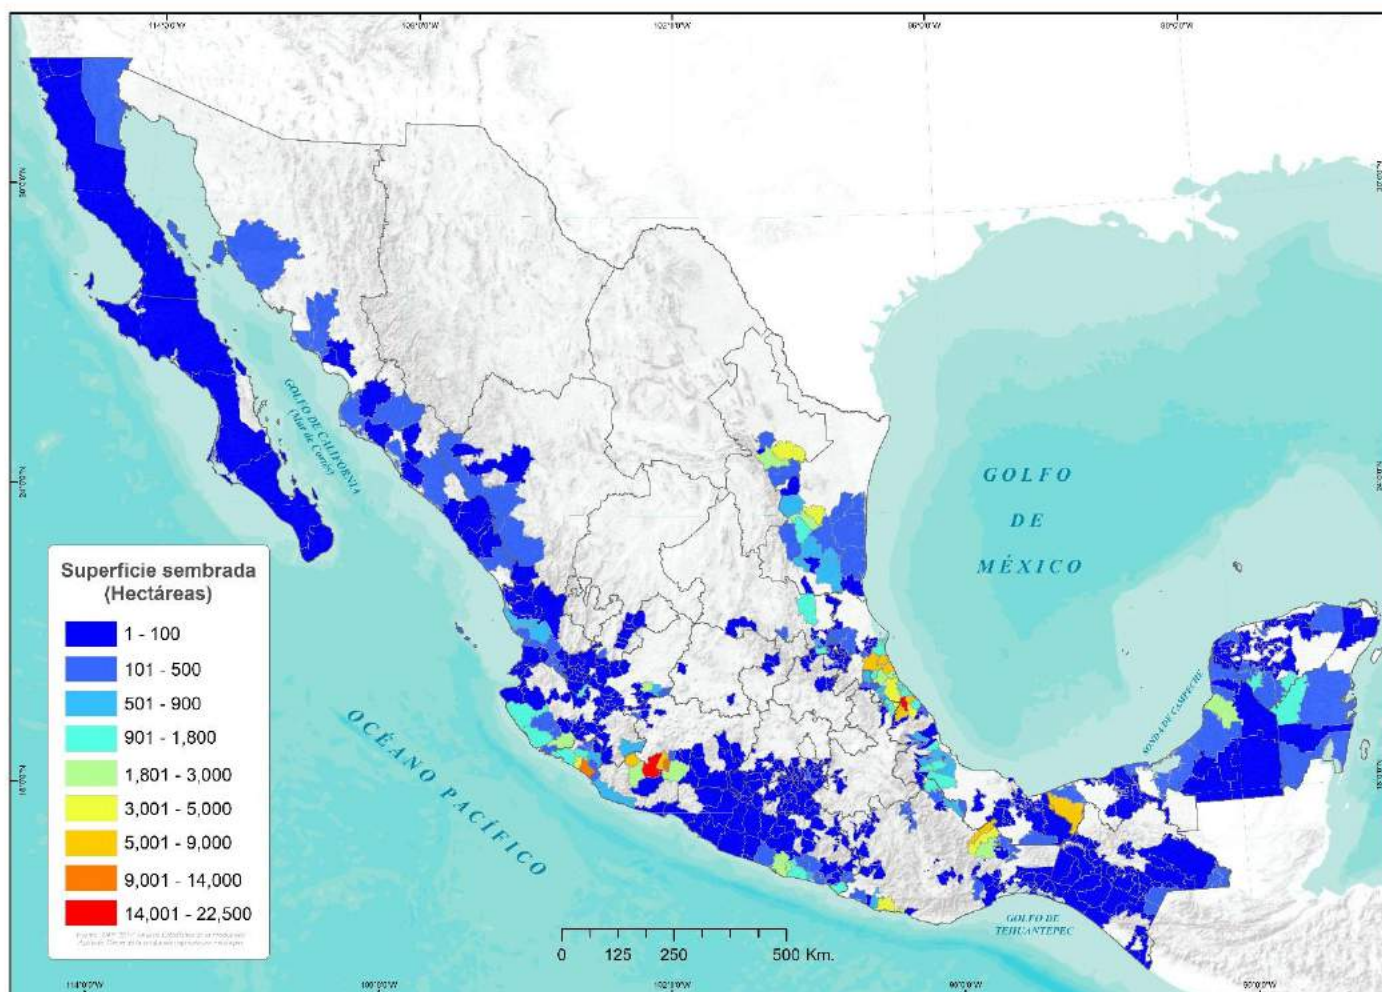 GOLFO DE CALIFORNIA
(Mar de Cortés)
GOLFO
DE
MÉXICO
SONDA DE CAMPECHE
OCÉANO PACÍFICO
GOLFO DE
TEHUANTEPEC
Superficie sembrada
(Hectáreas)
1 - 100
101 - 500
501 - 900
901 - 1,800
1,801 - 3,000
3,001 - 5,000
5,001 - 9,000
9,001 - 14,000
14,001 - 22,500
0 125 250 500 Km.